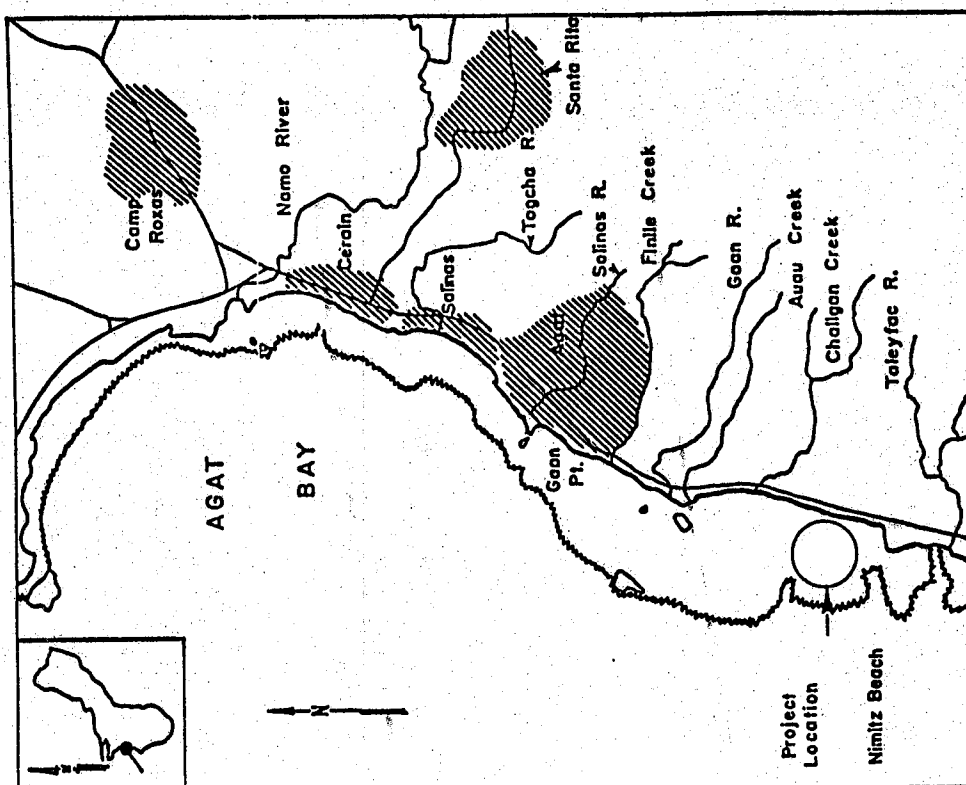 Camp
Roxas
Namo River
Cerain
Santa Rita
Togcha R.
Salinas
Salinas R.
Finile Creek
Agat
Gaan R.
Auau Creek
Chaligan Creek
Taleyfac R.
AGAT
BAY
Gaan
Pt.
Project
Location
Nimitz Beach
N
N